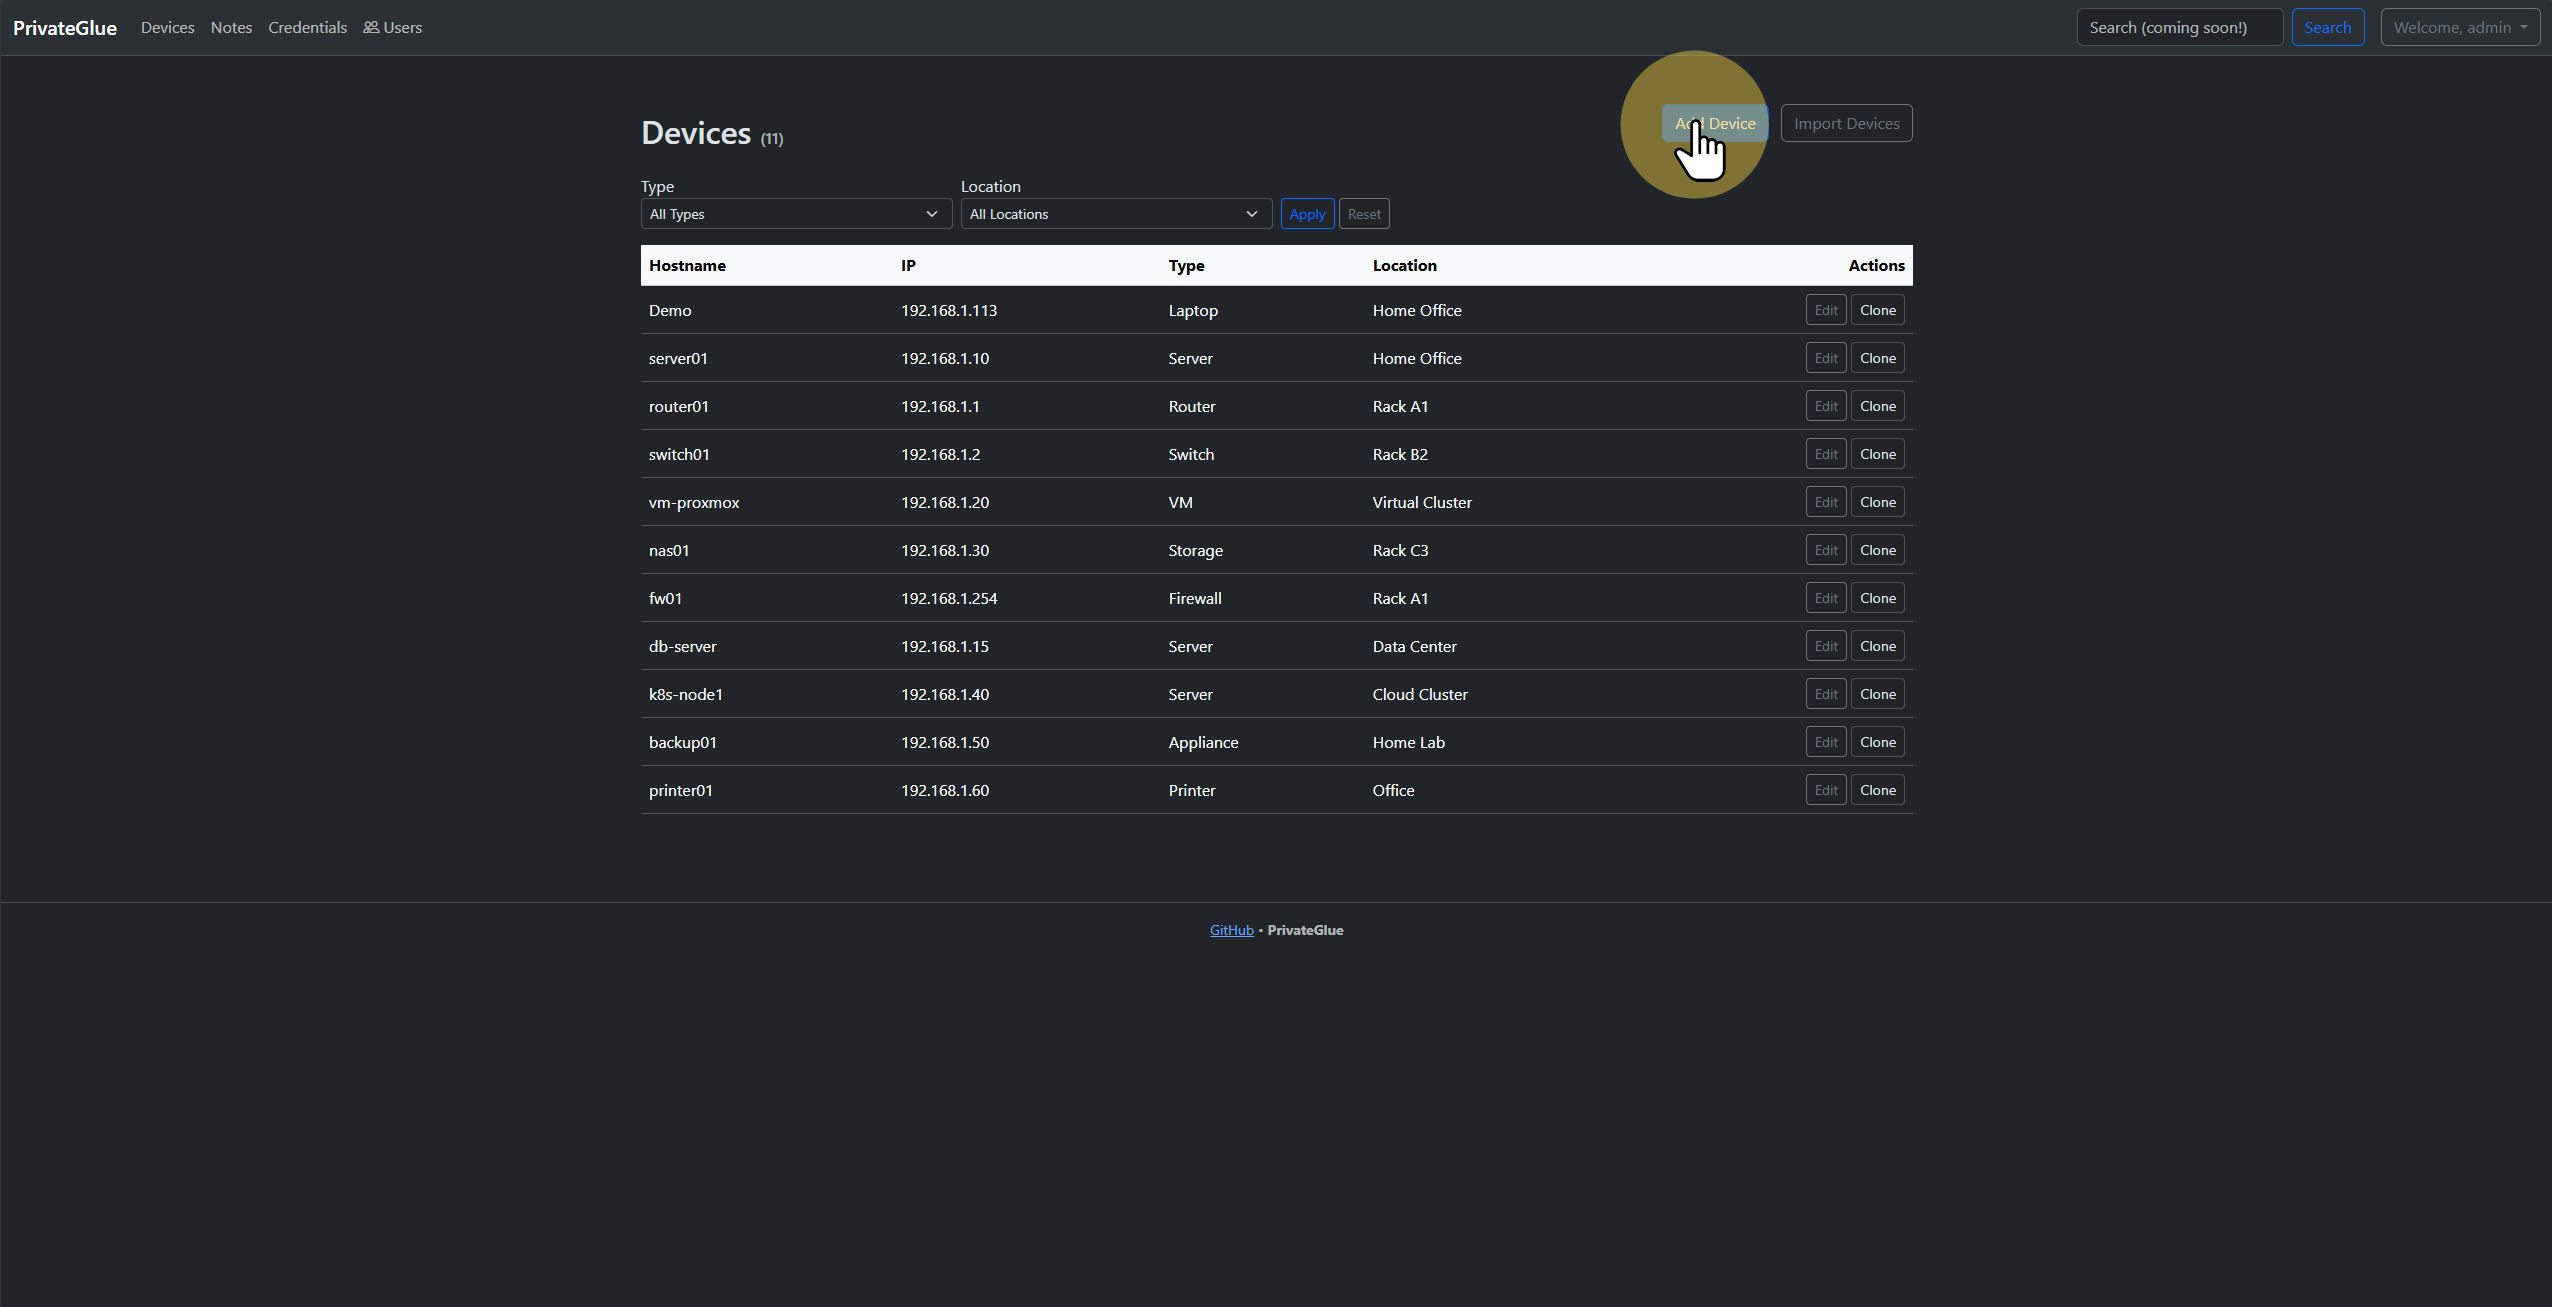 PrivateGlue Devices Notes Credentials Users Search (coming soon!) Search Welcome, admin
Devices (11) Add Device Import Devices
Type Location
All Types All Locations Apply Reset
Hostname IP Type Location Actions
Demo 192.168.1.113 Laptop Home Office Edit Clone
server01 192.168.1.10 Server Home Office Edit Clone
router01 192.168.1.1 Router Rack A1 Edit Clone
switch01 192.168.1.2 Switch Rack B2 Edit Clone
vm-proxmox 192.168.1.20 VM Virtual Cluster Edit Clone
nas01 192.168.1.30 Storage Rack C3 Edit Clone
fw01 192.168.1.254 Firewall Rack A1 Edit Clone
db-server 192.168.1.15 Server Data Center Edit Clone
k8s-node1 192.168.1.40 Server Cloud Cluster Edit Clone
backup01 192.168.1.50 Appliance Home Lab Edit Clone
printer01 192.168.1.60 Printer Office Edit Clone
GitHub • PrivateGlue